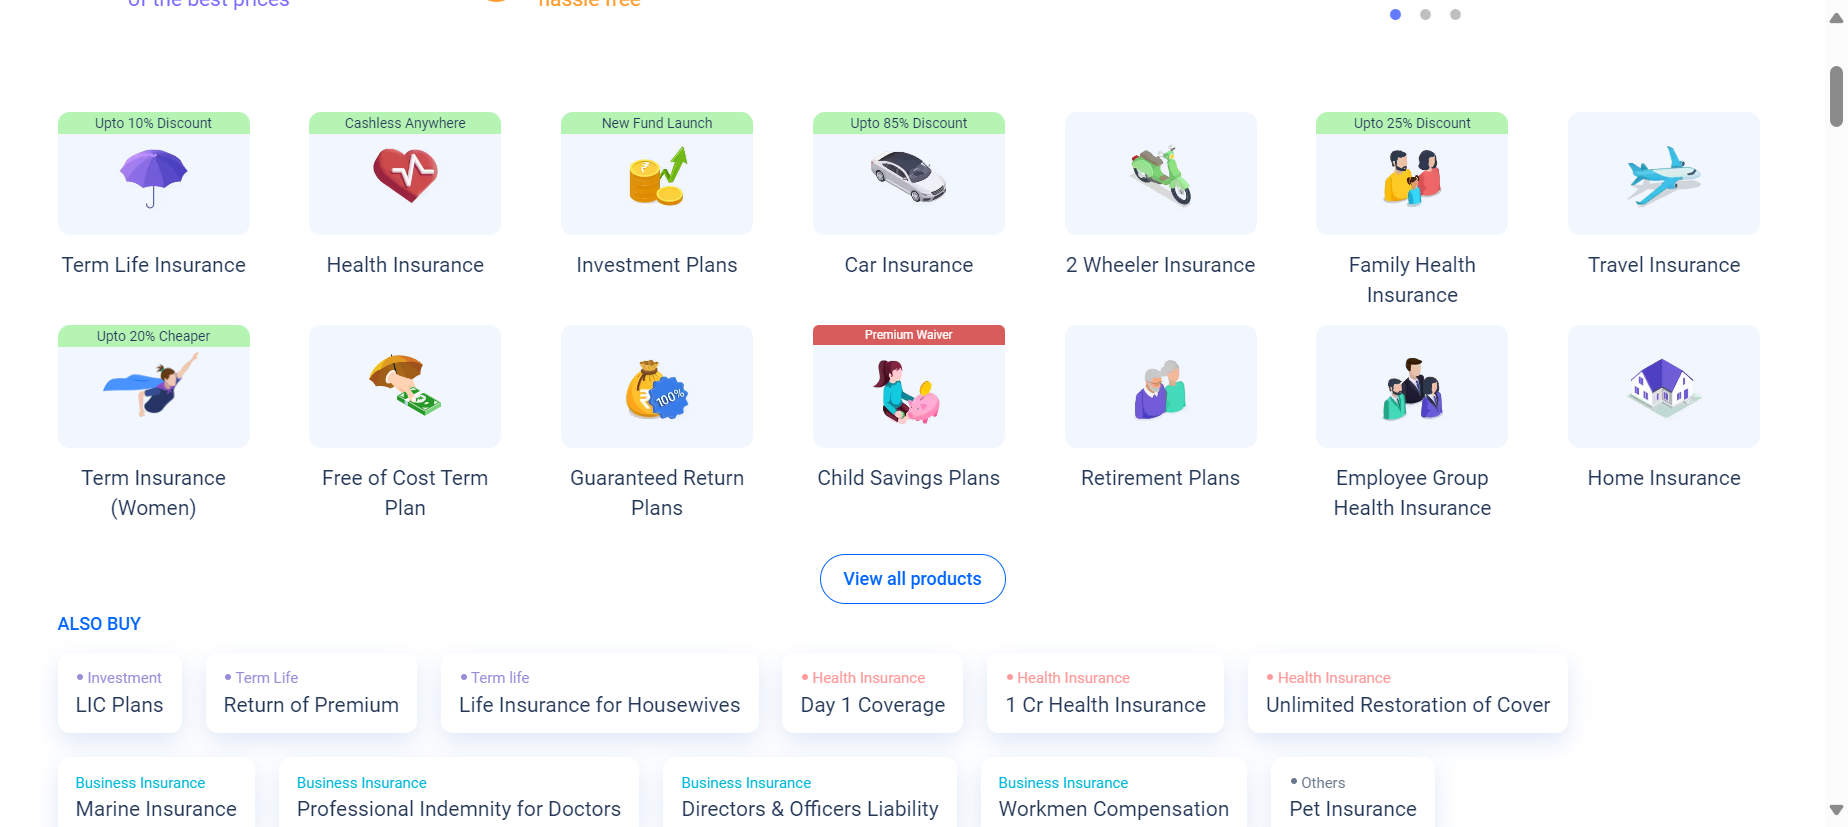 of the best prices
hassle free
Upto 10% Discount
Cashless Anywhere
New Fund Launch
Upto 85% Discount
Upto 25% Discount
Term Life Insurance
Health Insurance
Investment Plans
Car Insurance
2 Wheeler Insurance
Family Health
Insurance
Travel Insurance
Upto 20% Cheaper
Premium Waiver
100%
Term Insurance
(Women)
Free of Cost Term
Plan
Guaranteed Return
Plans
Child Savings Plans
Retirement Plans
Employee Group
Health Insurance
Home Insurance
View all products
ALSO BUY
Investment
LIC Plans
Term Life
Return of Premium
Term life
Life Insurance for Housewives
Health Insurance
Day 1 Coverage
Health Insurance
1 Cr Health Insurance
Health Insurance
Unlimited Restoration of Cover
Business Insurance
Marine Insurance
Business Insurance
Professional Indemnity for Doctors
Business Insurance
Directors & Officers Liability
Business Insurance
Workmen Compensation
Others
Pet Insurance